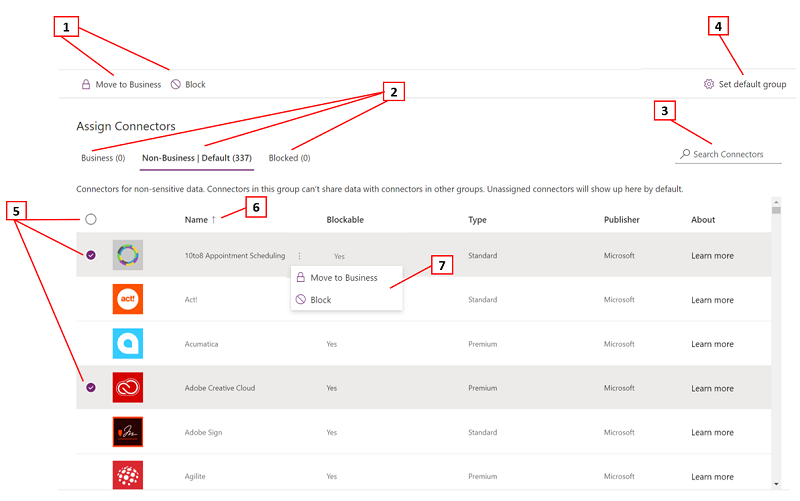 1
4
Move to Business Block
Set default group
2
3
Assign Connectors
Business (0) Non-Business | Default (337) Blocked (0)
Search Connectors
Connectors for non-sensitive data. Connectors in this group can't share data with connectors in other groups. Unassigned connectors will show up here by default.
5
6
Name ↑ Blockable Type Publisher About
10to8 Appointment Scheduling Yes Standard Microsoft Learn more
7
Move to Business
Block
act! Act! Standard Microsoft Learn more
Acumatica Yes Premium Microsoft Learn more
Adobe Creative Cloud Yes Premium Microsoft Learn more
Adobe Sign Yes Standard Microsoft Learn more
Agilite Yes Premium Microsoft Learn more